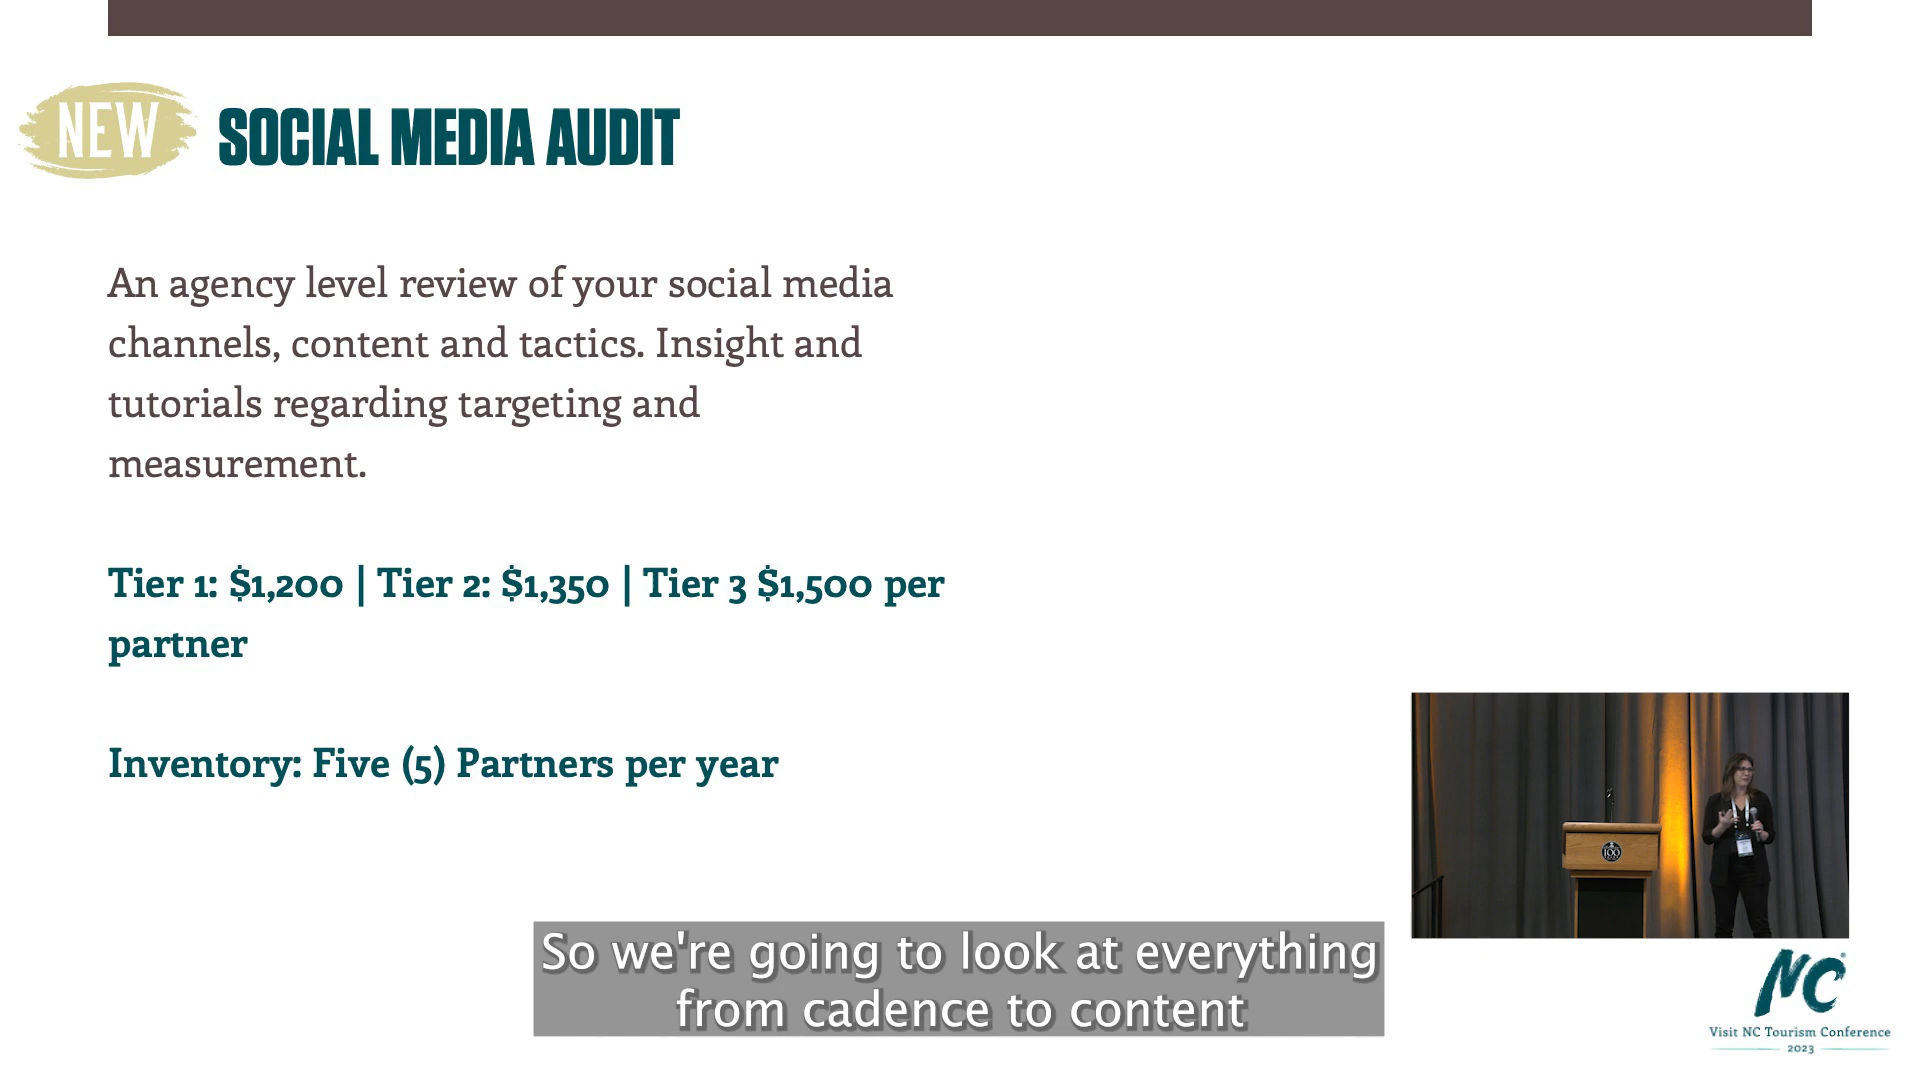 NEW
SOCIAL MEDIA AUDIT
An agency level review of your social media
channels, content and tactics. Insight and
tutorials regarding targeting and
measurement.
Tier 1: $1,200 | Tier 2: $1,350 | Tier 3 $1,500 per
partner
Inventory: Five (5) Partners per year
100
So we're going to look at everything
from cadence to content
NC
Visit NC Tourism Conference
2023